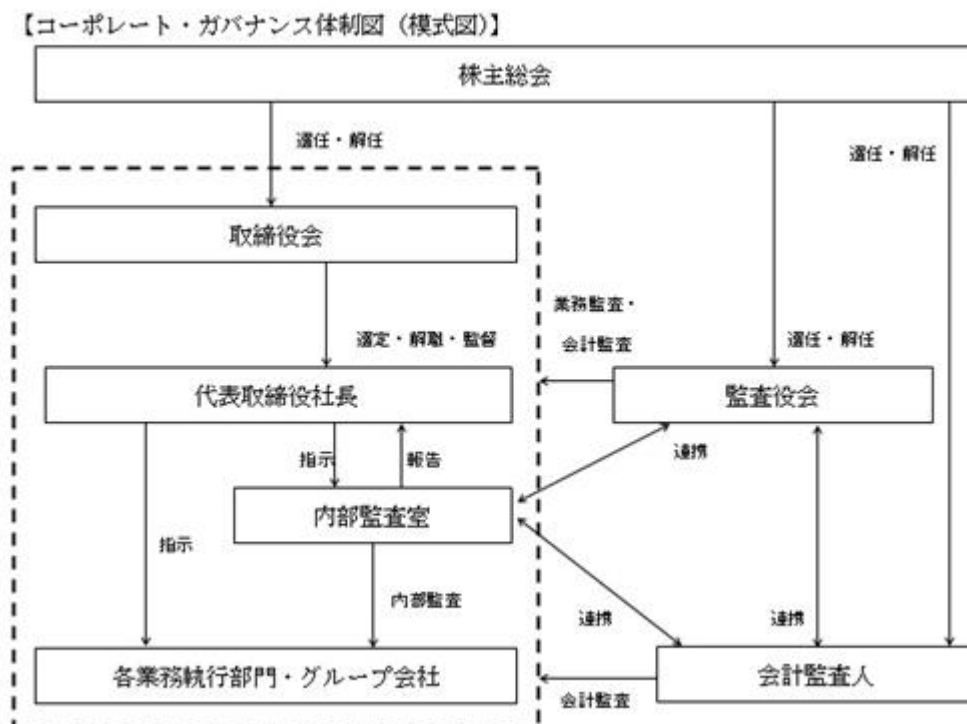 【コーポレート・ガバナンス体制図（模式図）】
株主総会
選任・解任
選任・解任
取締役会
業務監査・
会計監査
選定・解職・監督
選任・解任
代表取締役社長
監査役会
指示
報告
連携
内部監査室
指示
内部監査
連携
連携
各業務執行部門・グループ会社
会計監査人
会計監査